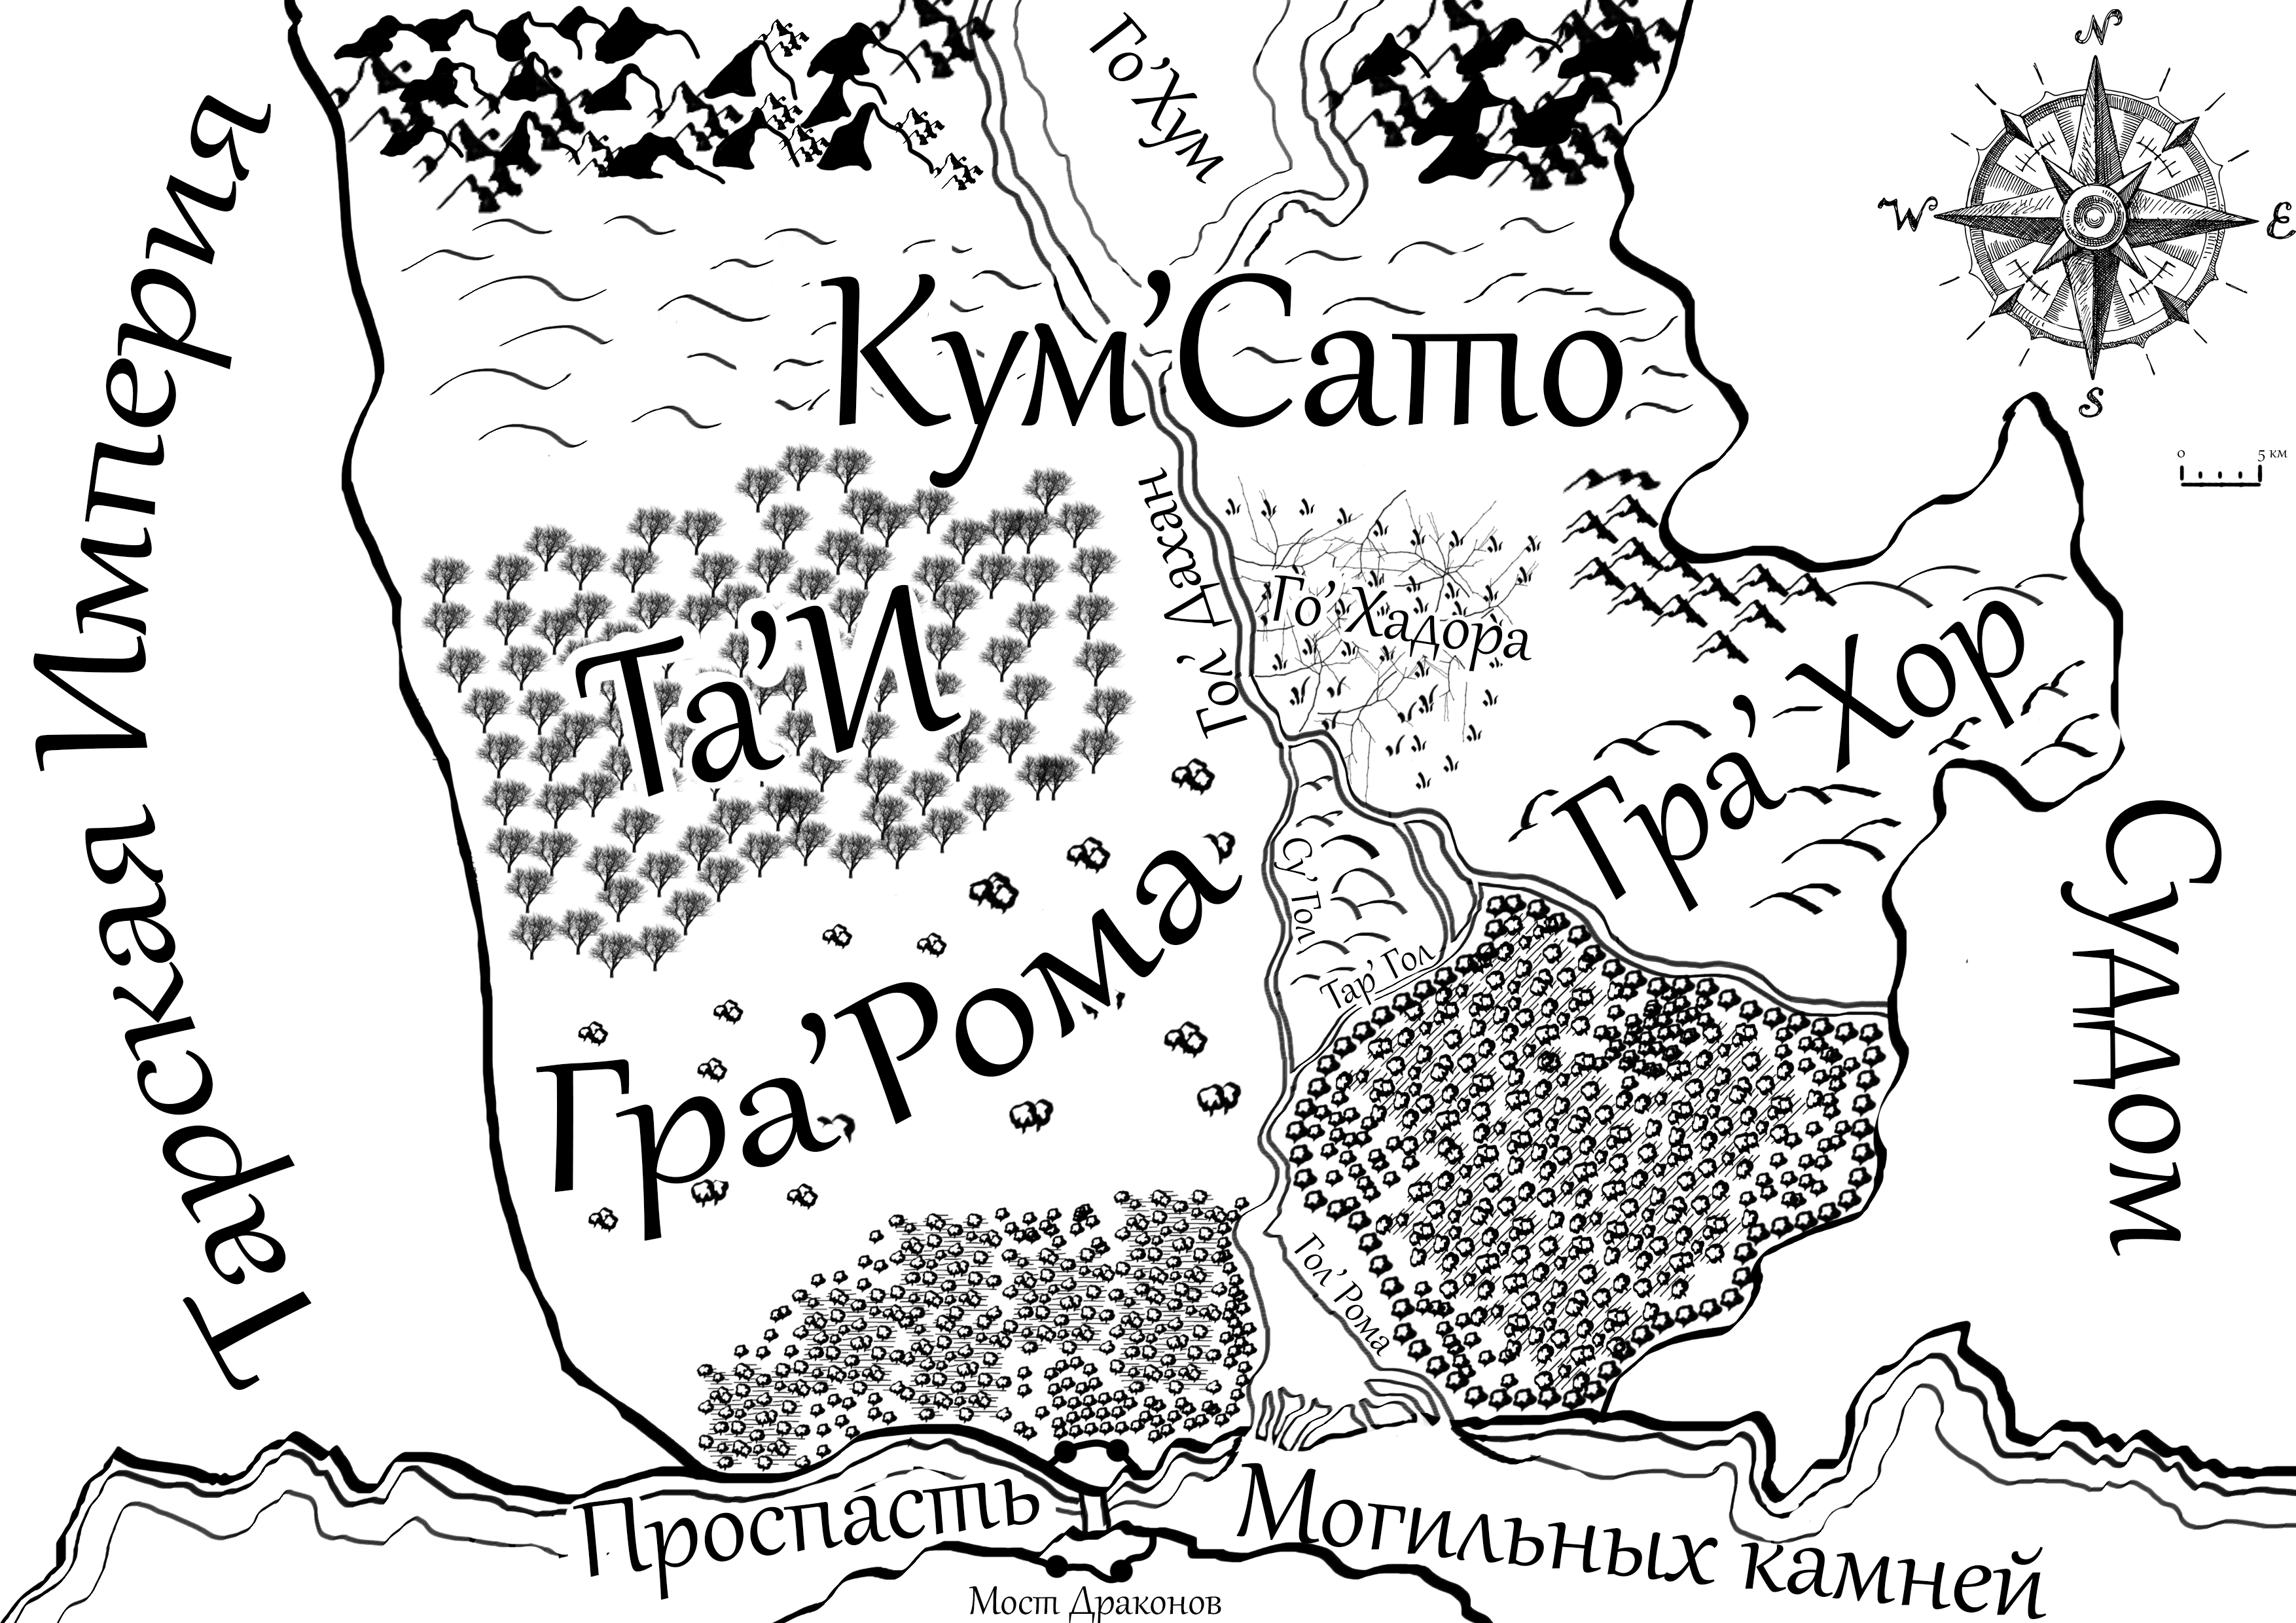 Го’Хум
N
W
E
S
0 5 км
Тарская Империя
Кум’Сато
Гол’ Дахан
Го’ Хадора
Та’И
Гра’ Хор
Су’ Гол
Тар’ Гол
Гра’Рома
Суддом
Гол’ Рома
Проспасть
Могильных камней
Мост Драконов